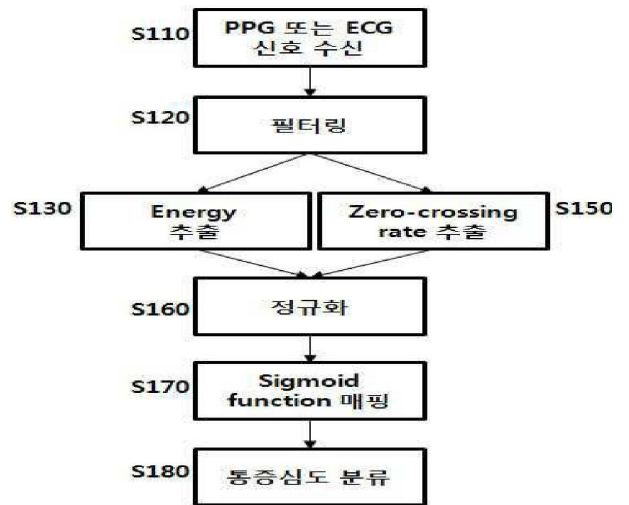 S110
PPG 또는 ECG
신호 수신
S120
필터링
S130
Energy
추출
Zero-crossing
rate 추출
S150
S160
정규화
S170
Sigmoid
function 매핑
S180
통증심도 분류